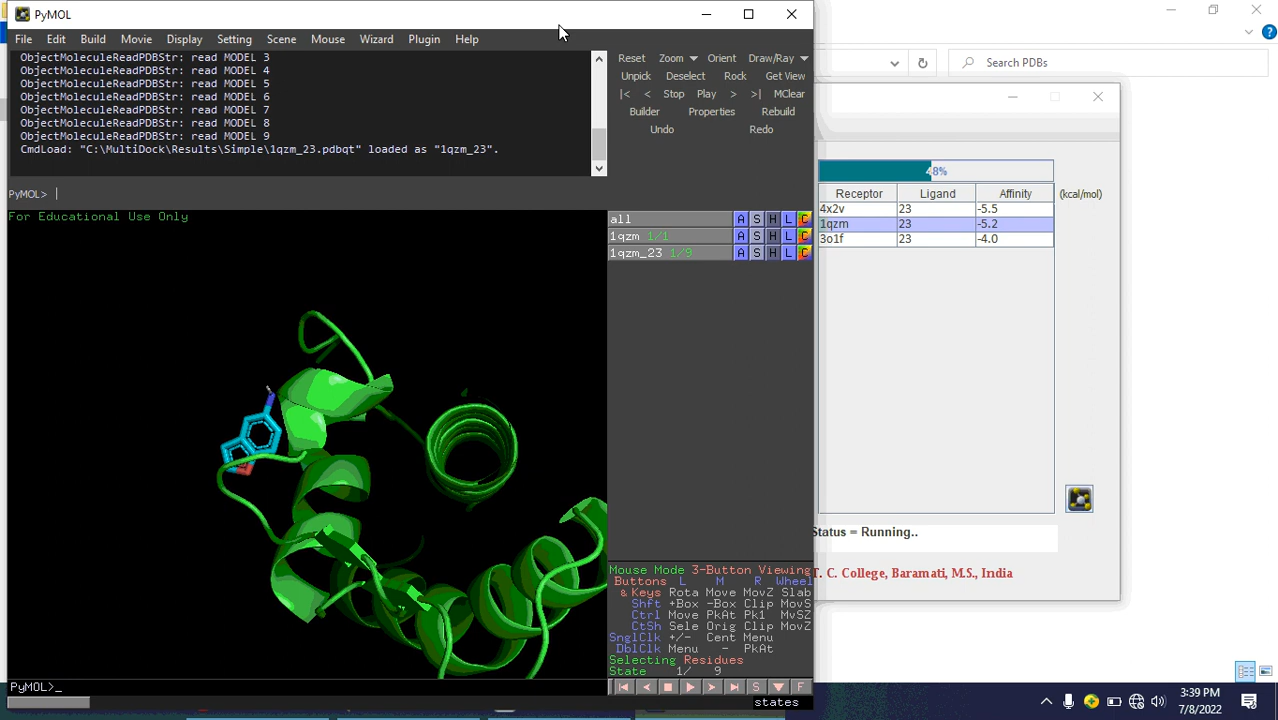 PyMOL
File Edit Build Movie Display Setting Scene Mouse Wizard Plugin Help
ObjectMoleculeReadPDBStr: read MODEL 3
ObjectMoleculeReadPDBStr: read MODEL 4
ObjectMoleculeReadPDBStr: read MODEL 5
ObjectMoleculeReadPDBStr: read MODEL 6
ObjectMoleculeReadPDBStr: read MODEL 7
ObjectMoleculeReadPDBStr: read MODEL 8
ObjectMoleculeReadPDBStr: read MODEL 9
CmdLoad: "C:\MultiDock\Results\Simple\1qzm_23.pdbqt" loaded as "1qzm_23".
PyMOL>
Reset Zoom Orient Draw/Ray
Unpick Deselect Rock Get View
|< < Stop Play > >| MClear
Builder Properties Rebuild
Undo Redo
For Educational Use Only
all A S H L C
1qzm 1/1 A S H L C
1qzm_23 1/9 A S H L C
Mouse Mode 3-Button Viewing
Buttons L M R Wheel
& Keys Rota Move MovZ Slab
Shft +Box -Box Clip MovS
Ctrl Move PkAt Pk1 MvSZ
CtSh Sele Orig Clip MovZ
SnglClk +/- Cent Menu
DblClk Menu - PkAt
Selecting Residues
State 1/ 9
S F
PyMOL>_
states
Search PDBs
48%
Receptor Ligand Affinity (kcal/mol)
4x2v 23 -5.5
1qzm 23 -5.2
3o1f 23 -4.0
Status = Running..
T. C. College, Baramati, M.S., India
3:39 PM
7/8/2022